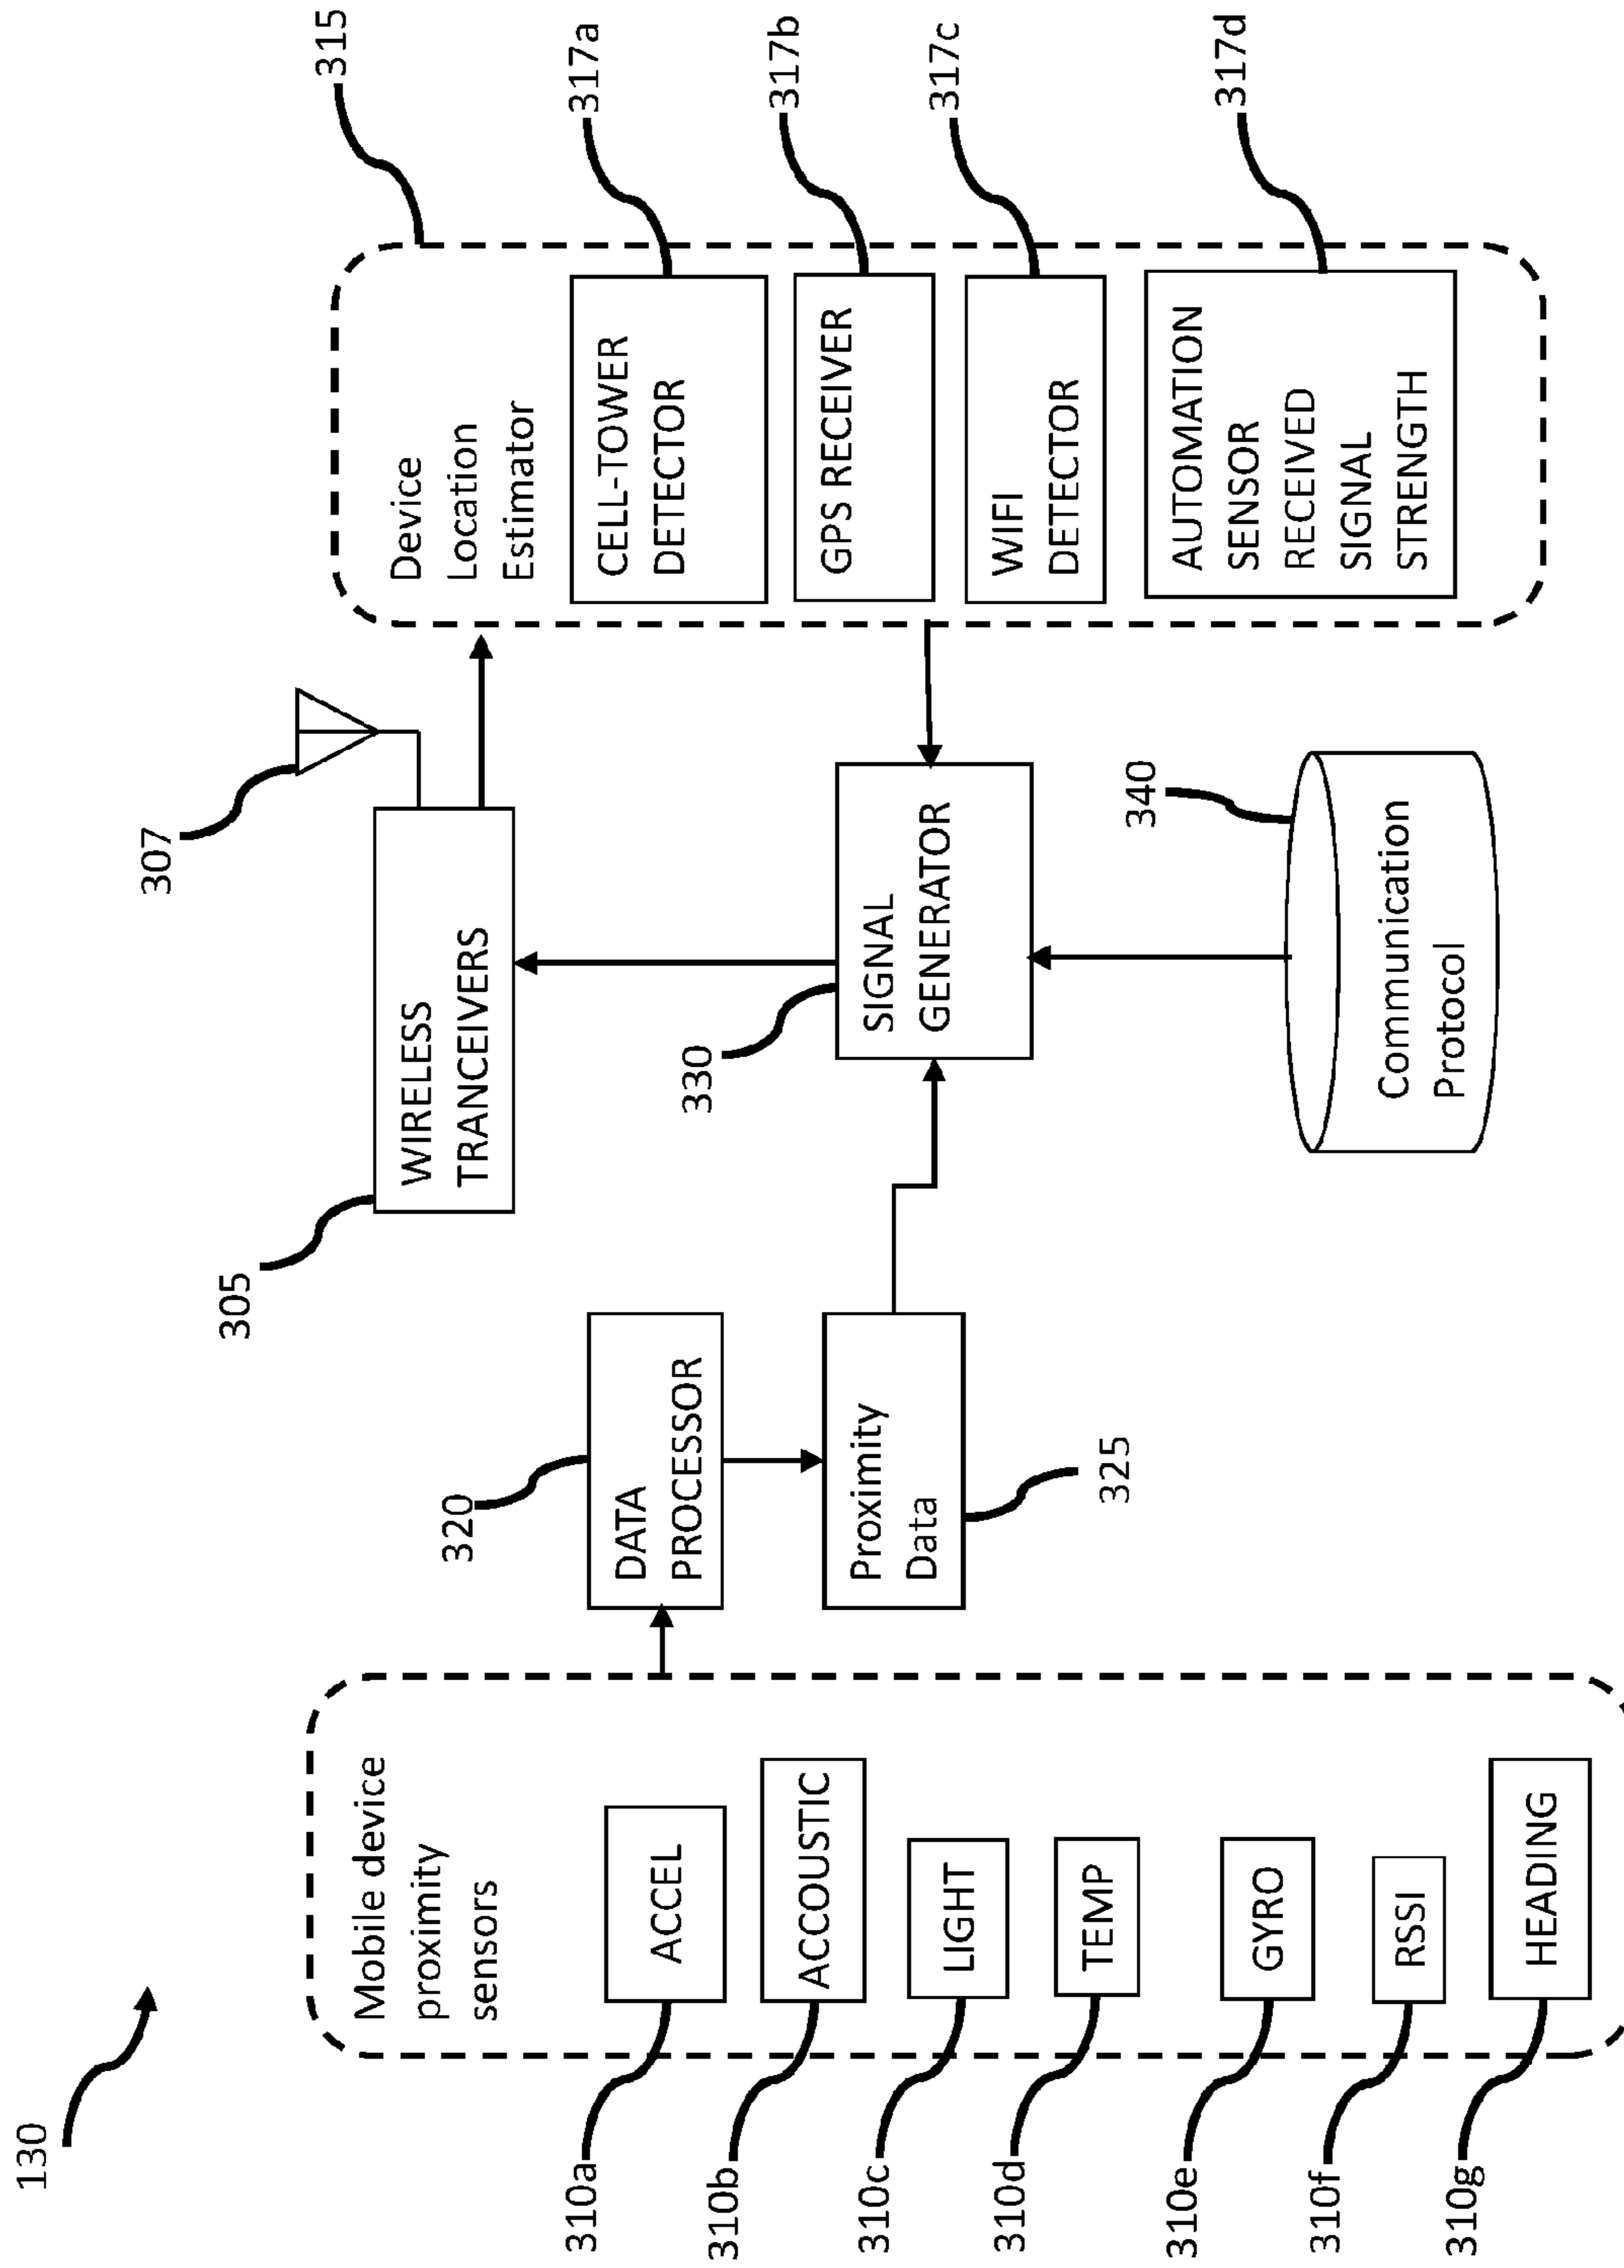 130
307
315
305
WIRELESS
TRANCEIVERS
Device
Location
Estimator
317a
CELL-TOWER
DETECTOR
317b
GPS RECEIVER
317c
WIFI
DETECTOR
317d
AUTOMATION
SENSOR
RECEIVED
SIGNAL
STRENGTH
Mobile device
proximity
sensors
310a
ACCEL
310b
ACCOUSTIC
310c
LIGHT
310d
TEMP
310e
GYRO
310f
RSSI
310g
HEADING
320
DATA
PROCESSOR
Proximity
Data
325
330
SIGNAL
GENERATOR
340
Communication
Protocol